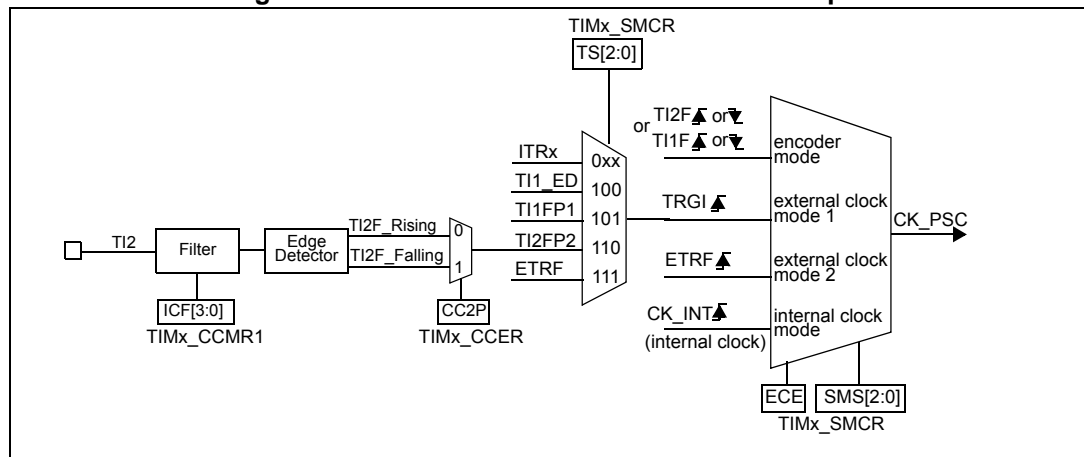 TIMx_SMCR
TS[2:0]
or TI2F or
TI1F or
encoder
mode
ITRx
0xx
TI1_ED
100
TRGI
external clock
mode 1
TI1FP1
101
CK_PSC
TI2
Filter
Edge
Detector
TI2F_Rising
0
TI2F_Falling
1
TI2FP2
110
ETRF
111
ETRF
external clock
mode 2
ICF[3:0]
TIMx_CCMR1
CC2P
TIMx_CCER
CK_INT
(internal clock)
internal clock
mode
ECE
SMS[2:0]
TIMx_SMCR